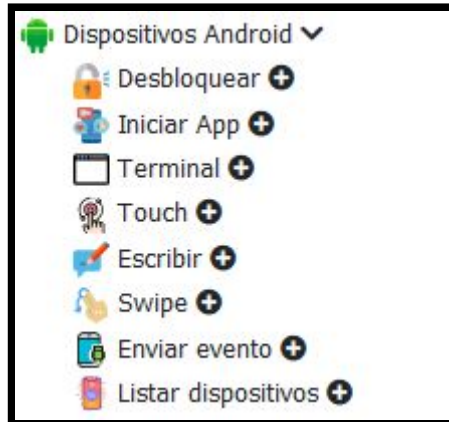 Dispositivos Android
Desbloquear
Iniciar App
Terminal
Touch
Escribir
Swipe
Enviar evento
Listar dispositivos